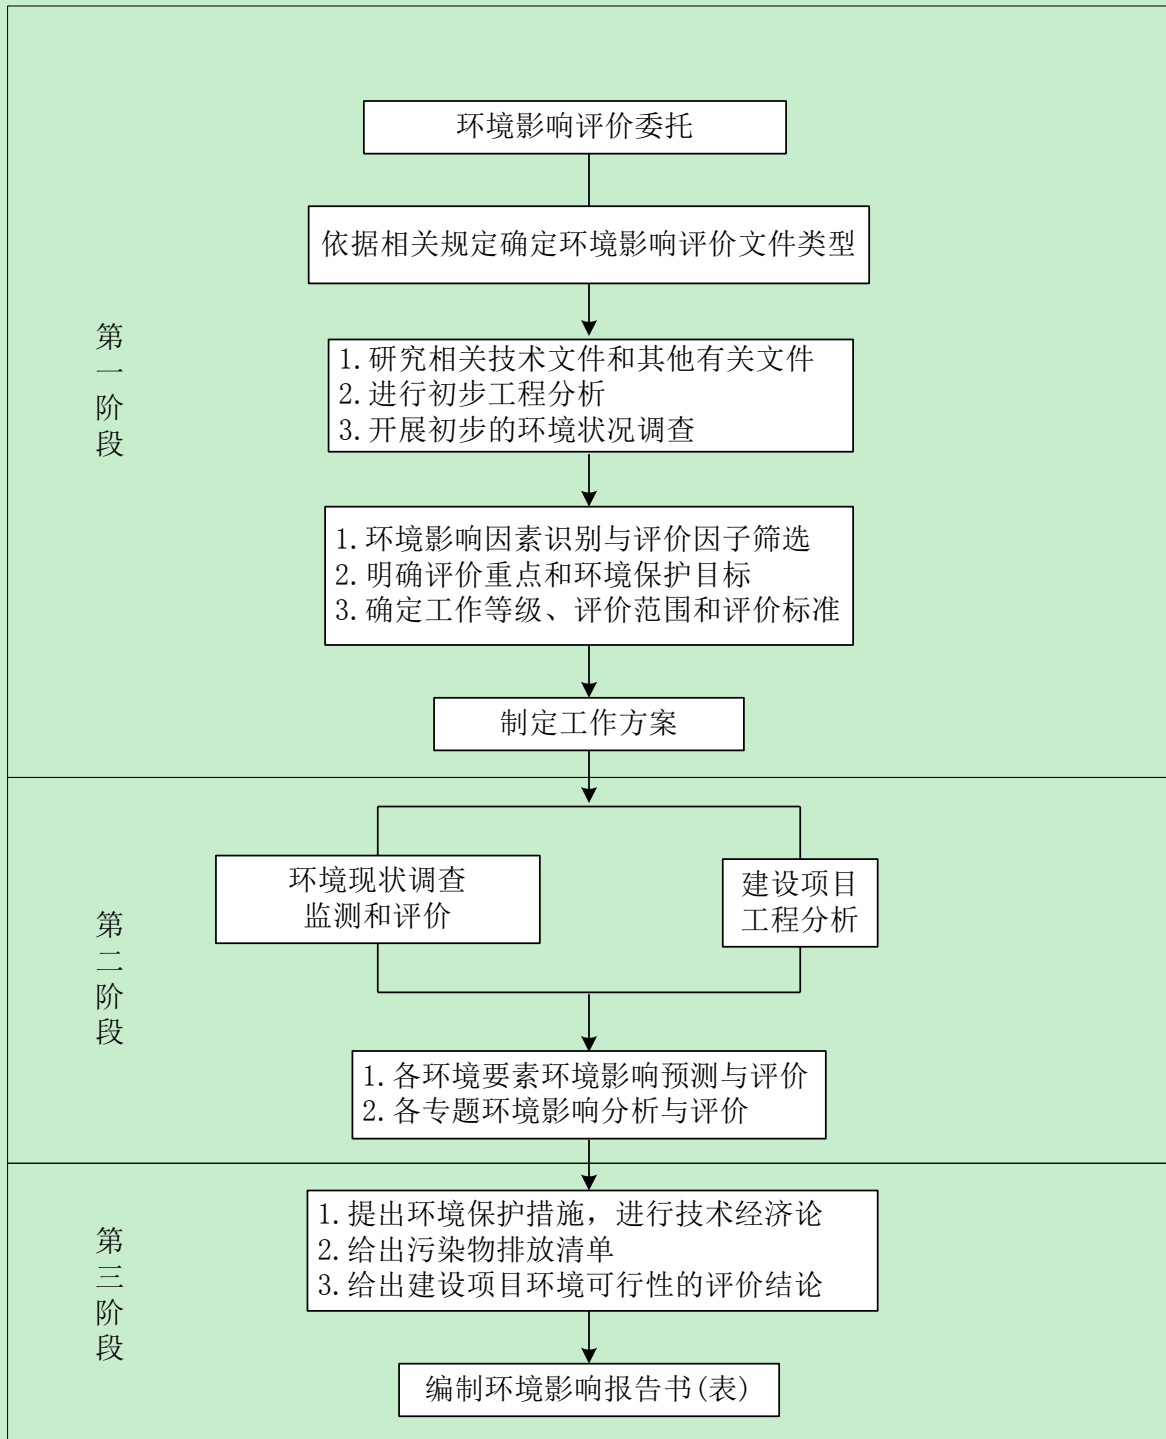 环境影响评价委托
依据相关规定确定环境影响评价文件类型
第一阶段
1.研究相关技术文件和其他有关文件
2.进行初步工程分析
3.开展初步的环境状况调查
1.环境影响因素识别与评价因子筛选
2.明确评价重点和环境保护目标
3.确定工作等级、评价范围和评价标准
制定工作方案
第二阶段
环境现状调查
监测和评价
建设项目
工程分析
1.各环境要素环境影响预测与评价
2.各专题环境影响分析与评价
第三阶段
1.提出环境保护措施，进行技术经济论
2.给出污染物排放清单
3.给出建设项目环境可行性的评价结论
编制环境影响报告书(表)